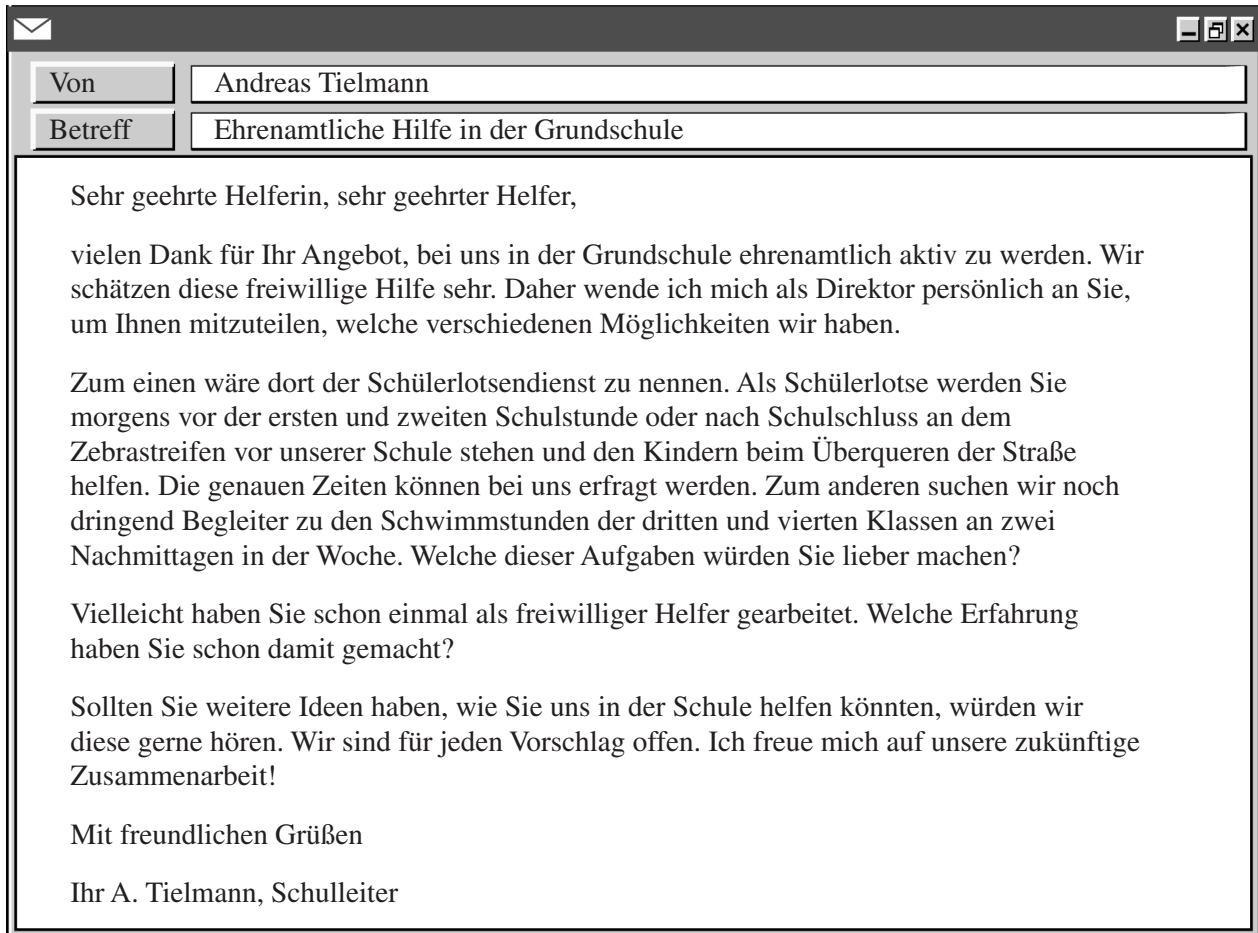 Von
Andreas Tielmann
Betreff
Ehrenamtliche Hilfe in der Grundschule
Sehr geehrte Helferin, sehr geehrter Helfer,
vielen Dank für Ihr Angebot, bei uns in der Grundschule ehrenamtlich aktiv zu werden. Wir
schätzen diese freiwillige Hilfe sehr. Daher wende ich mich als Direktor persönlich an Sie,
um Ihnen mitzuteilen, welche verschiedenen Möglichkeiten wir haben.
Zum einen wäre dort der Schülerlotsendienst zu nennen. Als Schülerlotse werden Sie
morgens vor der ersten und zweiten Schulstunde oder nach Schulschluss an dem
Zebrastreifen vor unserer Schule stehen und den Kindern beim Überqueren der Straße
helfen. Die genauen Zeiten können bei uns erfragt werden. Zum anderen suchen wir noch
dringend Begleiter zu den Schwimmstunden der dritten und vierten Klassen an zwei
Nachmittagen in der Woche. Welche dieser Aufgaben würden Sie lieber machen?
Vielleicht haben Sie schon einmal als freiwilliger Helfer gearbeitet. Welche Erfahrung
haben Sie schon damit gemacht?
Sollten Sie weitere Ideen haben, wie Sie uns in der Schule helfen könnten, würden wir
diese gerne hören. Wir sind für jeden Vorschlag offen. Ich freue mich auf unsere zukünftige
Zusammenarbeit!
Mit freundlichen Grüßen
Ihr A. Tielmann, Schulleiter